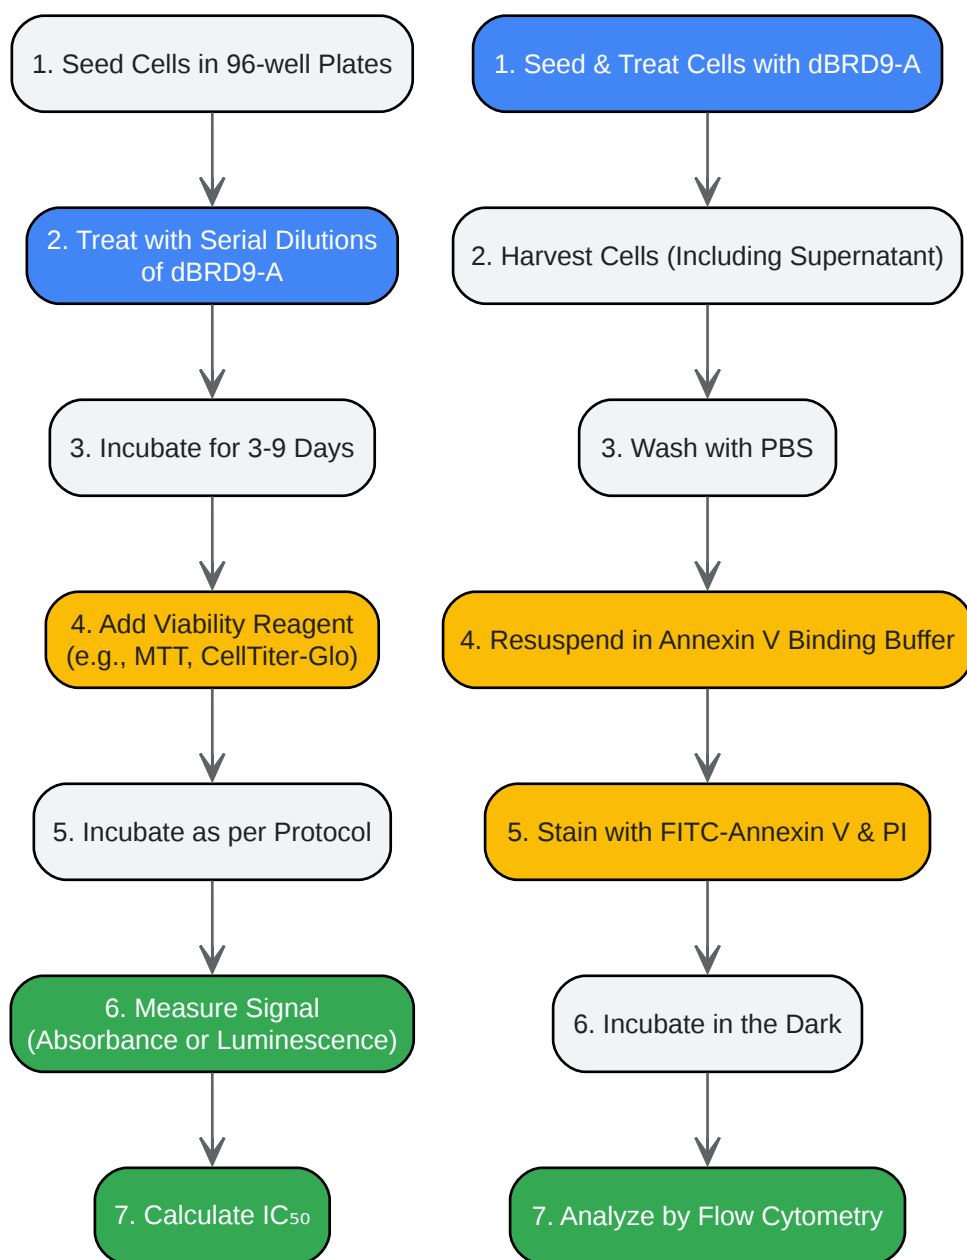 1. Seed Cells in 96-well Plates
2. Treat with Serial Dilutions
of dBRD9-A
3. Incubate for 3-9 Days
4. Add Viability Reagent
(e.g., MTT, CellTiter-Glo)
5. Incubate as per Protocol
6. Measure Signal
(Absorbance or Luminescence)
7. Calculate IC₅₀
1. Seed & Treat Cells with dBRD9-A
2. Harvest Cells (Including Supernatant)
3. Wash with PBS
4. Resuspend in Annexin V Binding Buffer
5. Stain with FITC-Annexin V & PI
6. Incubate in the Dark
7. Analyze by Flow Cytometry